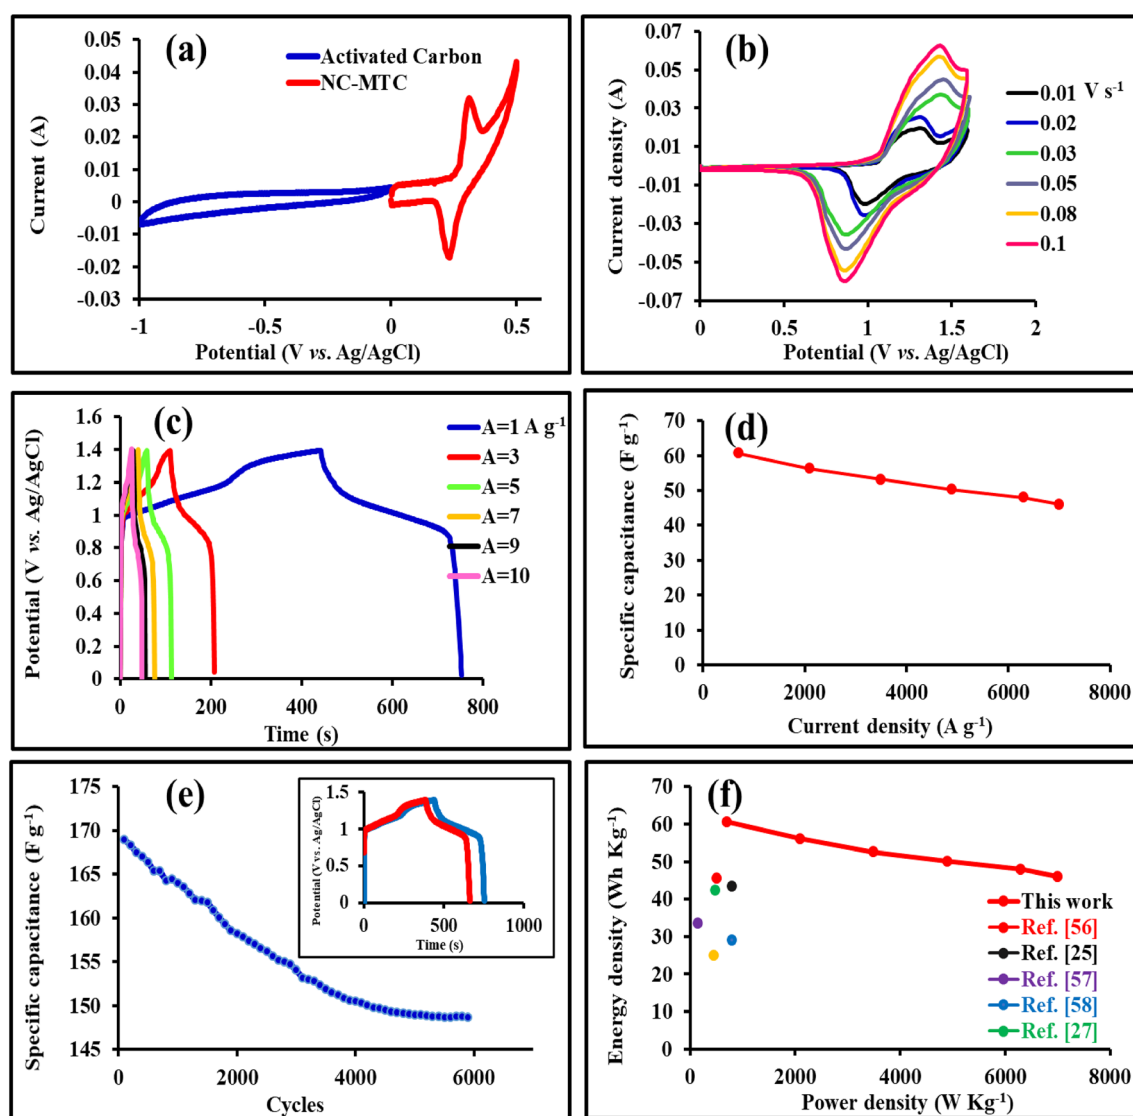 (a)
Activated Carbon
NC-MTC
0.05
0.04
0.03
0.02
0.01
0
-0.01
-0.02
-0.03
Current (A)
-1
-0.5
0
0.5
Potential (V vs. Ag/AgCl)
(b)
0.07
0.05
0.03
0.01
-0.01
-0.03
-0.05
-0.07
Current density (A)
0
0.5
1
1.5
2
Potential (V vs. Ag/AgCl)
0.01 V s⁻¹
0.02
0.03
0.05
0.08
0.1
(c)
1.6
1.4
1.2
1
0.8
0.6
0.4
0.2
0
Potential (V vs. Ag/AgCl)
0
200
400
600
800
Time (s)
A=1 A g⁻¹
A=3
A=5
A=7
A=9
A=10
(d)
70
60
50
40
30
20
10
0
Specific capacitance (F g⁻¹)
0
2000
4000
6000
8000
Current density (A g⁻¹)
(e)
175
170
165
160
155
150
145
Specific capacitance (F g⁻¹)
0
2000
4000
6000
Cycles
1.5
1
0.5
0
Potential (V vs. Ag/AgCl)
0
500
1000
Time (s)
(f)
70
60
50
40
30
20
10
0
Energy density (Wh Kg⁻¹)
0
2000
4000
6000
8000
Power density (W Kg⁻¹)
This work
Ref. [56]
Ref. [25]
Ref. [57]
Ref. [58]
Ref. [27]